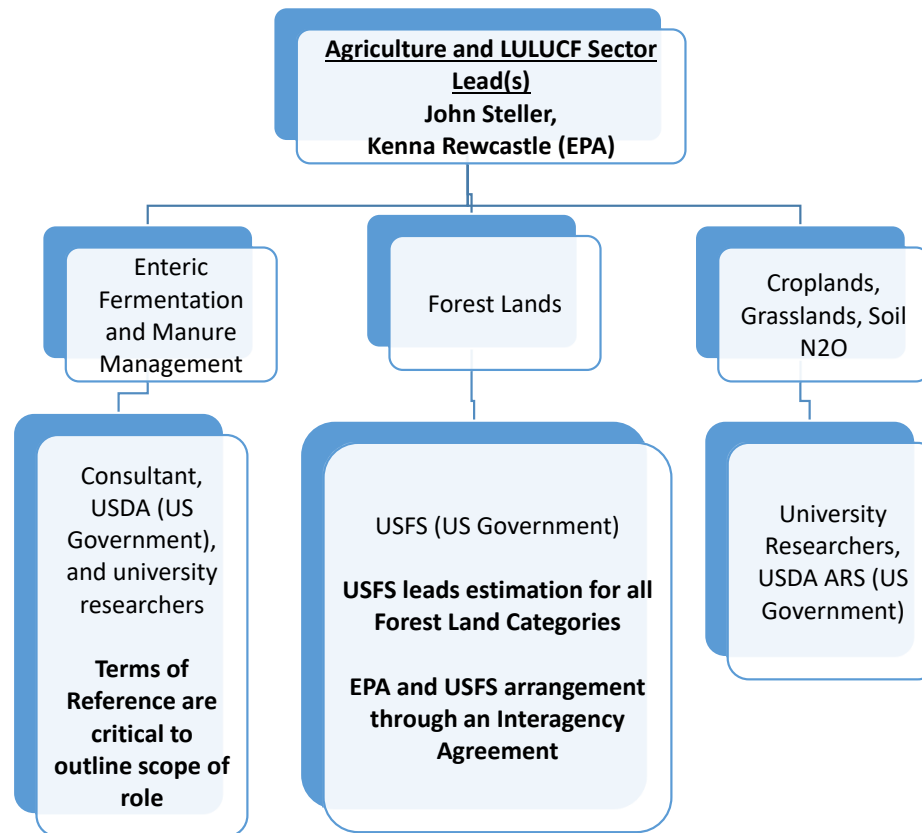 Agriculture and LULUCF Sector
Lead(s)
John Steller,
Kenna Rewcastle (EPA)
Enteric
Fermentation
and Manure
Management
Forest Lands
Croplands,
Grasslands, Soil
N2O
Consultant,
USDA (US
Government),
and university
researchers
Terms of
Reference are
critical to
outline scope of
role
USFS (US Government)
USFS leads estimation for all
Forest Land Categories
EPA and USFS arrangement
through an Interagency
Agreement
University
Researchers,
USDA ARS (US
Government)